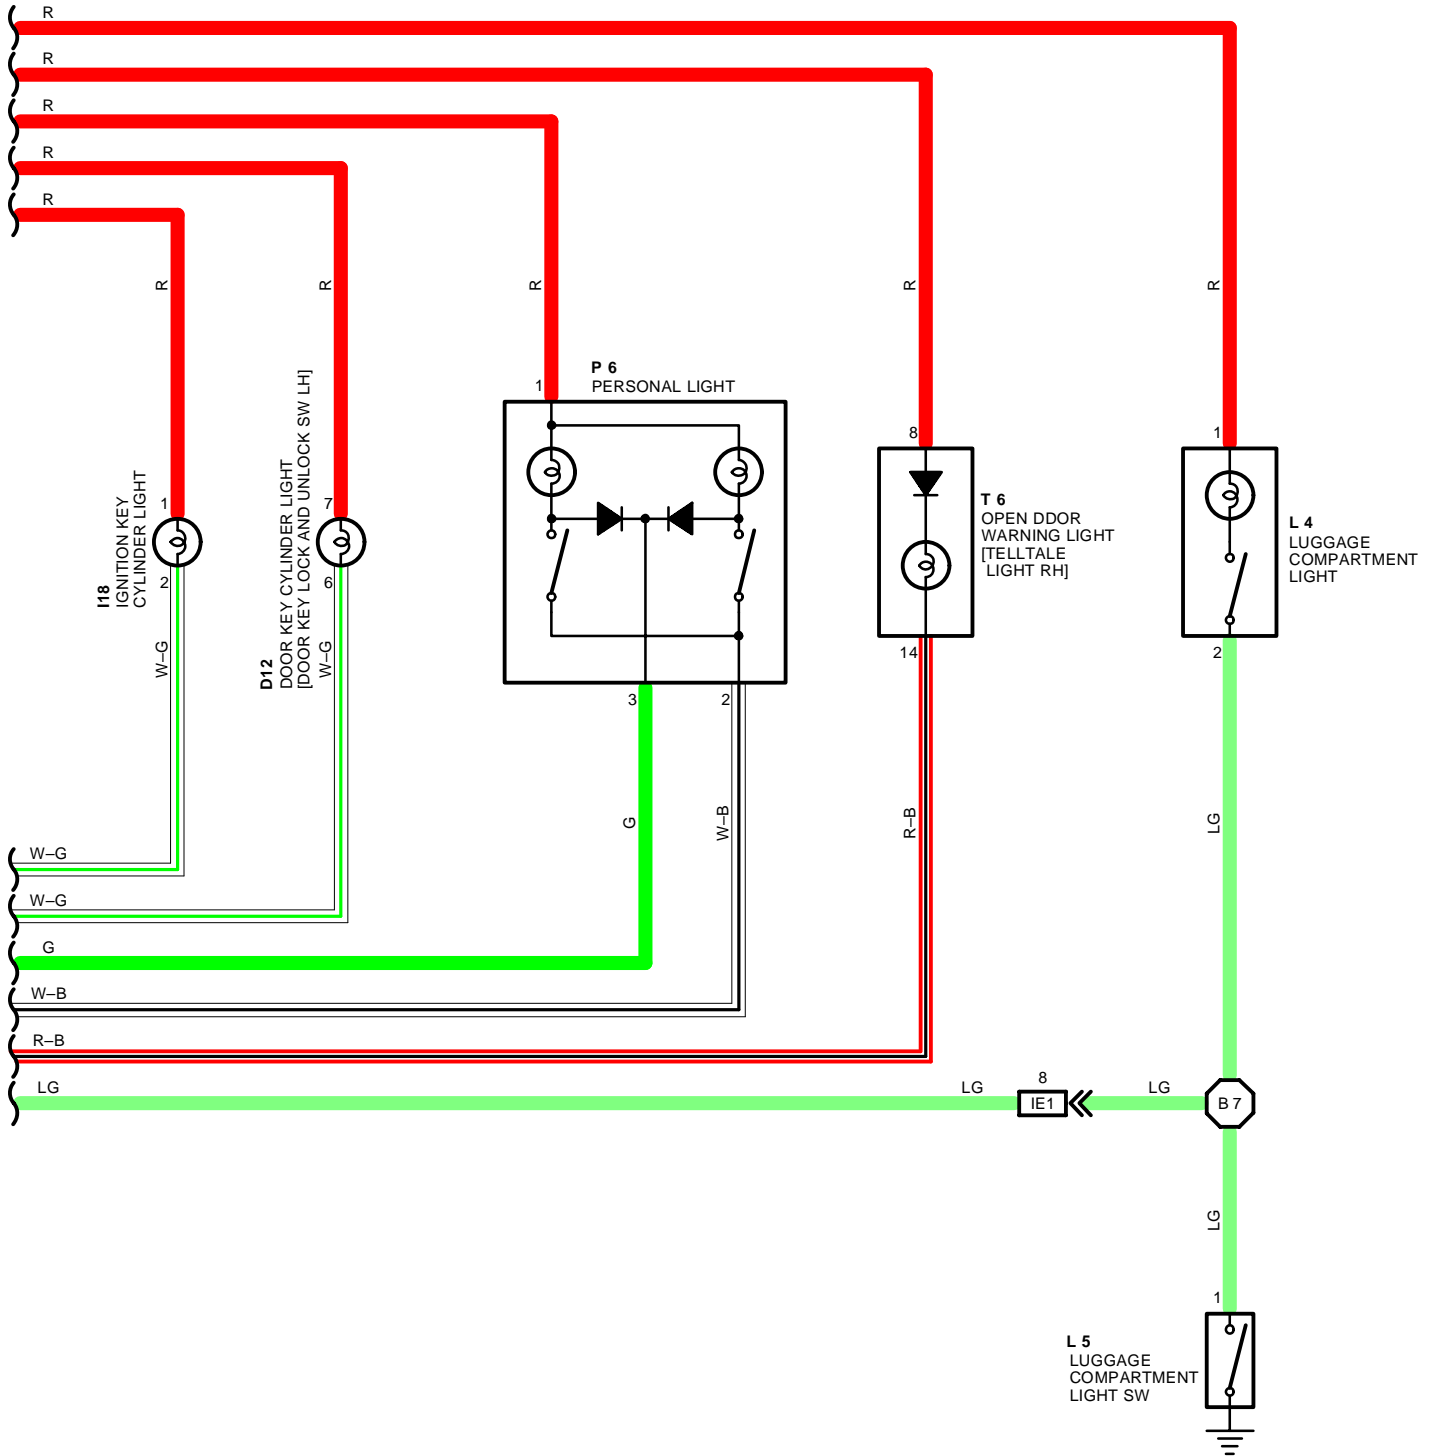 R
R
R
R
R
R
R
R
R
R
P 6
PERSONAL LIGHT
1
8
1
1
7
I18
IGNITION KEY
CYLINDER LIGHT
D12
DOOR KEY CYLINDER LIGHT
[DOOR KEY LOCK AND UNLOCK SW LH]
T 6
OPEN DDOR
WARNING LIGHT
[TELLTALE
LIGHT RH]
L 4
LUGGAGE
COMPARTMENT
LIGHT
2
6
W–G
W–G
14
2
3
2
G
W–B
R–B
LG
W–G
W–G
G
W–B
R–B
LG
LG
8
IE1
LG
B 7
LG
1
L 5
LUGGAGE
COMPARTMENT
LIGHT SW